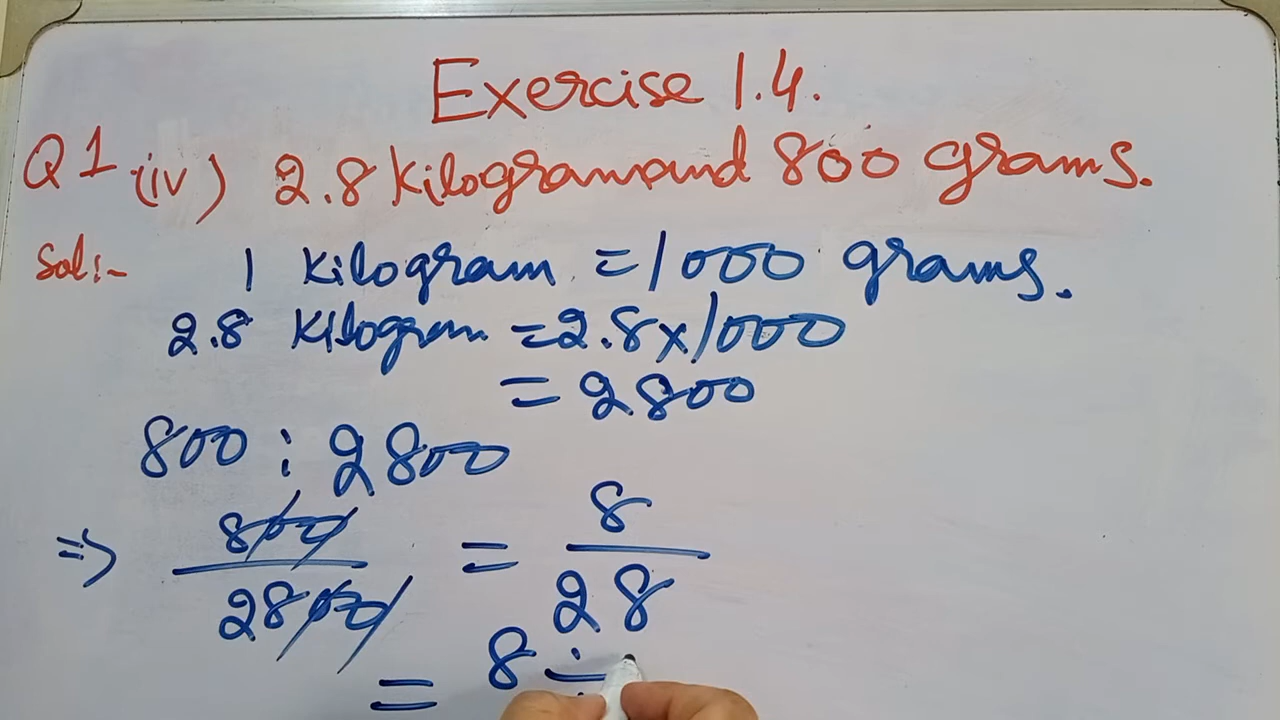 Exercise 1.4.
Q1 (iv) 2.8 Kilogram and 800 grams.
Sol:- 1 Kilogram = 1000 grams.
2.8 Kilogram = 2.8 x 1000
= 2800
800 : 2800
=> 800/2800 = 8/28
= 8 ÷